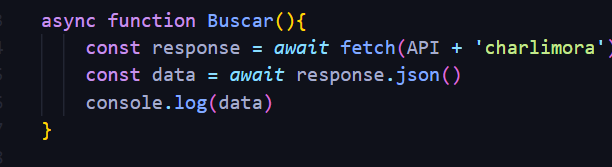 async function Buscar(){
const response = await fetch(API + 'charlimora')
const data = await response.json()
console.log(data)
}